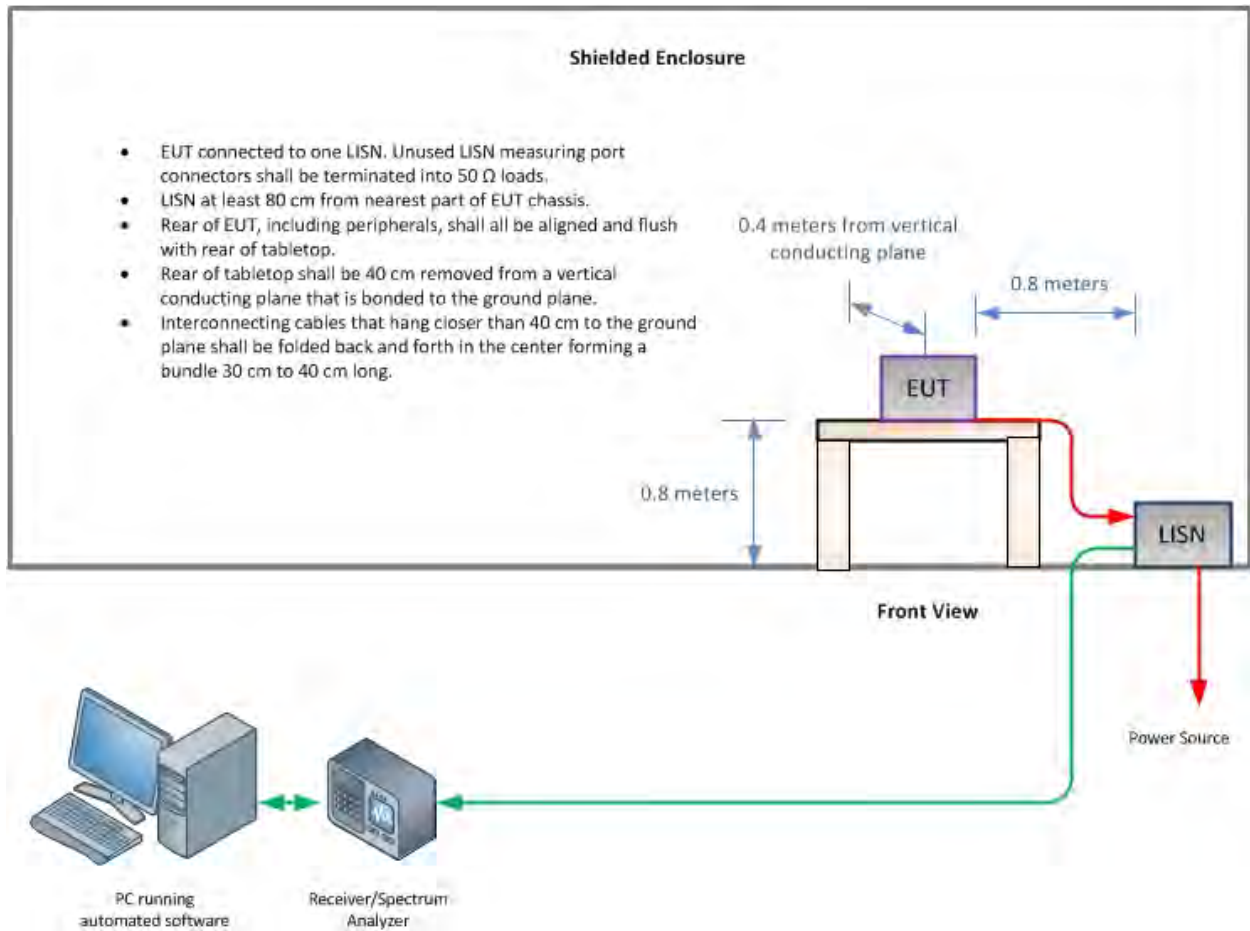 Shielded Enclosure
• EUT connected to one LISN. Unused LISN measuring port
connectors shall be terminated into 50 Ω loads.
• LISN at least 80 cm from nearest part of EUT chassis.
• Rear of EUT, including peripherals, shall all be aligned and flush
with rear of tabletop.
• Rear of tabletop shall be 40 cm removed from a vertical
conducting plane that is bonded to the ground plane.
• Interconnecting cables that hang closer than 40 cm to the ground
plane shall be folded back and forth in the center forming a
bundle 30 cm to 40 cm long.
0.4 meters from vertical
conducting plane
0.8 meters
EUT
0.8 meters
LISN
Front View
Power Source
PC running
automated software
Receiver/Spectrum
Analyzer